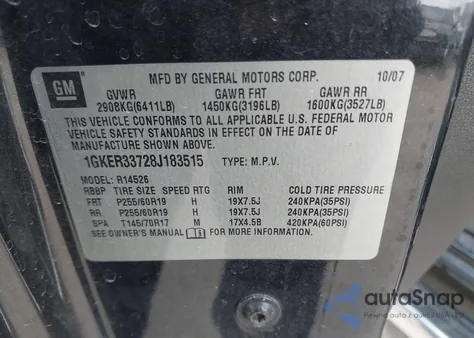 GM
MFD BY GENERAL MOTORS CORP. 10/07
GVWR GAWR FRT GAWR RR
2908KG(6411LB) 1450KG(3196LB) 1600KG(3527LB)
THIS VEHICLE CONFORMS TO ALL APPLICABLE U.S. FEDERAL MOTOR
VEHICLE SAFETY STANDARDS IN EFFECT ON THE DATE OF
MANUFACTURE SHOWN ABOVE.
1GKER33728J183515 TYPE: M.P.V.
MODEL: R14526
RBBP TIRE SIZE SPEED RTG RIM COLD TIRE PRESSURE
FRT P255/60R19 H 19X7.5J 240KPA(35PSI)
RR P255/60R19 H 19X7.5J 240KPA(35PSI)
SPA T145/70R17 M 17X4.5B 420KPA(60PSI)
SEE OWNER'S MANUAL FOR MORE INFORMATION.
autoSnap